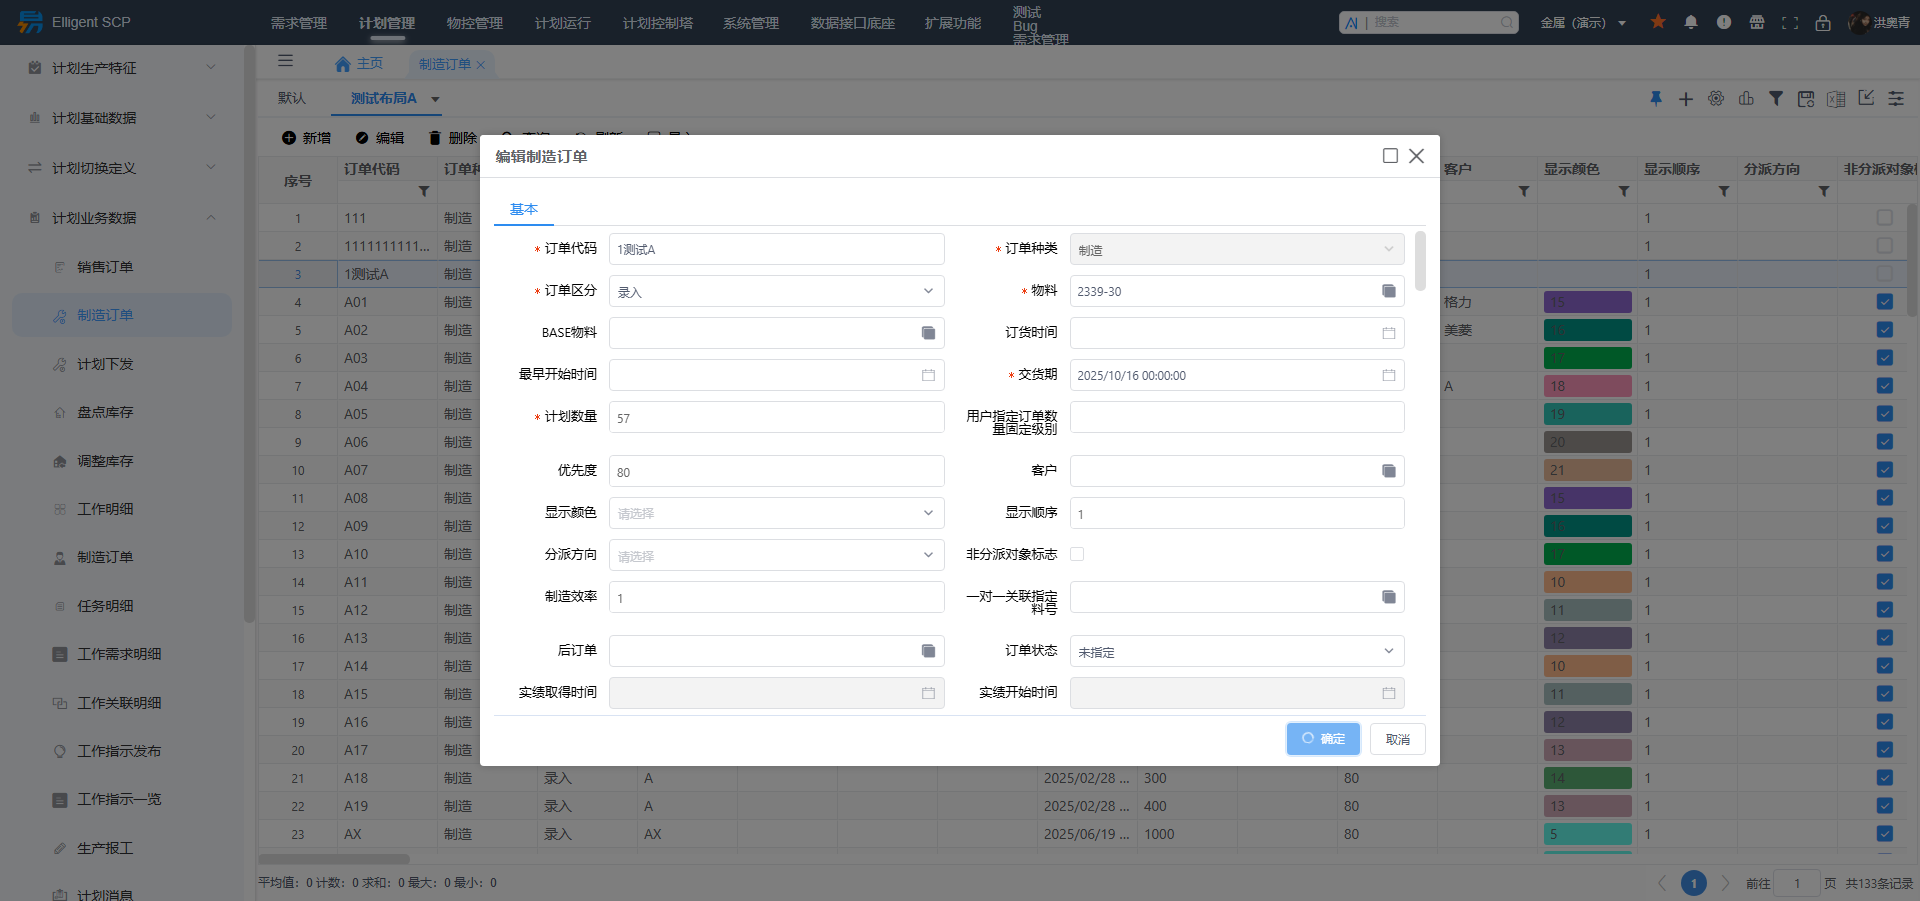 Elligent SCP
需求管理
计划管理
物控管理
计划运行
计划控制塔
系统管理
数据接口底座
扩展功能
测试
Bug
需求管理
AI | 搜索
金属（演示）
洪奥青
计划生产特征
计划基础数据
计划切换定义
计划业务数据
销售订单
制造订单
计划下发
盘点库存
调整库存
工作明细
制造订单
任务明细
工作需求明细
工作关联明细
工作指示发布
工作指示一览
生产报工
计划消息
主页
制造订单
默认
测试布局A
新增
编辑
删除
序号
订单代码
客户
显示颜色
显示顺序
分派方向
1 111 制造 1
2 1111111111... 制造 1
3 1测试A 制造 1
4 A01 制造 格力 15 1
5 A02 制造 美菱 1
6 A03 制造 17 1
7 A04 制造 A 18 1
8 A05 制造 19 1
9 A06 制造 20 1
10 A07 制造 21 1
11 A08 制造 15 1
12 A09 制造 1
13 A10 制造 17 1
14 A11 制造 10 1
15 A12 制造 11 1
16 A13 制造 12 1
17 A14 制造 10 1
18 A15 制造 11 1
19 A16 制造 12 1
20 A17 制造 13 1
21 A18 制造 录入 A 2025/02/28 ... 300 80 14 1
22 A19 制造 录入 A 2025/02/28 ... 400 80 13 1
23 AX 制造 录入 AX 2025/06/19 ... 1000 80 5 1
平均值：0 计数：0 求和：0 最大：0 最小：0
1
前往 1 页 共133条记录
编辑制造订单
基本
* 订单代码 1测试A
* 订单种类 制造
* 订单区分 录入
* 物料 2339-30
BASE物料
订货时间
最早开始时间
* 交货期 2025/10/16 00:00:00
* 计划数量 57
用户指定订单数
量固定级别
优先度 80
客户
显示颜色 请选择
显示顺序 1
分派方向 请选择
非分派对象标志
制造效率 1
一对一关联指定
料号
后订单
订单状态 未指定
实绩取得时间
实绩开始时间
确定
取消